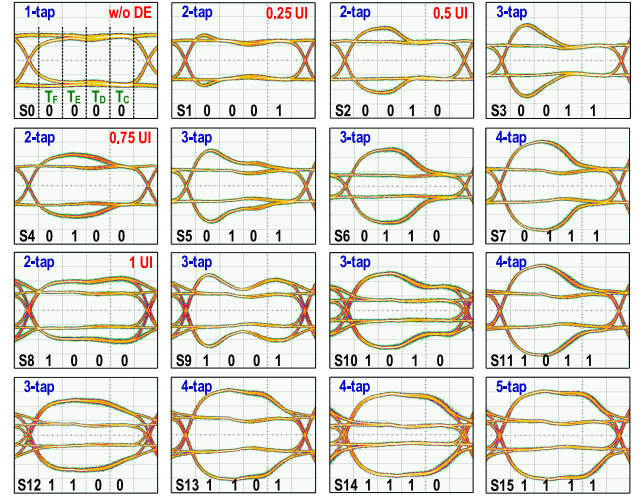 1-tap w/o DE
TF TE TD TC
S0 0 0 0 0
2-tap 0.25 UI
S1 0 0 0 1
2-tap 0.5 UI
S2 0 0 1 0
3-tap
S3 0 0 1 1
2-tap 0.75 UI
S4 0 1 0 0
3-tap
S5 0 1 0 1
3-tap
S6 0 1 1 0
4-tap
S7 0 1 1 1
2-tap 1 UI
S8 1 0 0 0
3-tap
S9 1 0 0 1
3-tap
S10 1 0 1 0
4-tap
S11 1 0 1 1
3-tap
S12 1 1 0 0
4-tap
S13 1 1 0 1
4-tap
S14 1 1 1 0
5-tap
S15 1 1 1 1